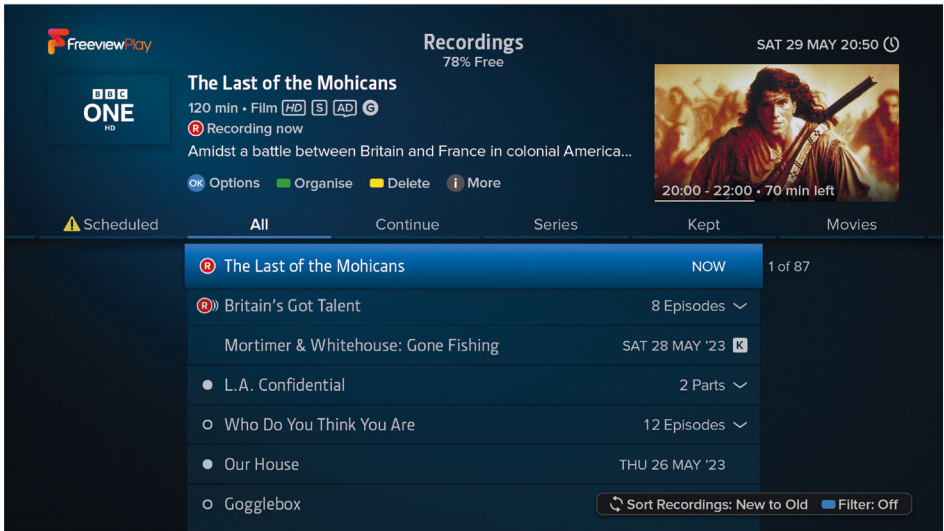 FreeviewPlay
Recordings
78% Free
SAT 29 MAY 20:50
BBC
ONE
HD
The Last of the Mohicans
120 min • Film HD S AD G
R Recording now
Amidst a battle between Britain and France in colonial America...
OK Options Organise Delete i More
20:00 - 22:00 • 70 min left
Scheduled All Continue Series Kept Movies
R The Last of the Mohicans NOW 1 of 87
R Britain's Got Talent 8 Episodes
Mortimer & Whitehouse: Gone Fishing SAT 28 MAY '23 K
L.A. Confidential 2 Parts
Who Do You Think You Are 12 Episodes
Our House THU 26 MAY '23
Gogglebox
Sort Recordings: New to Old Filter: Off